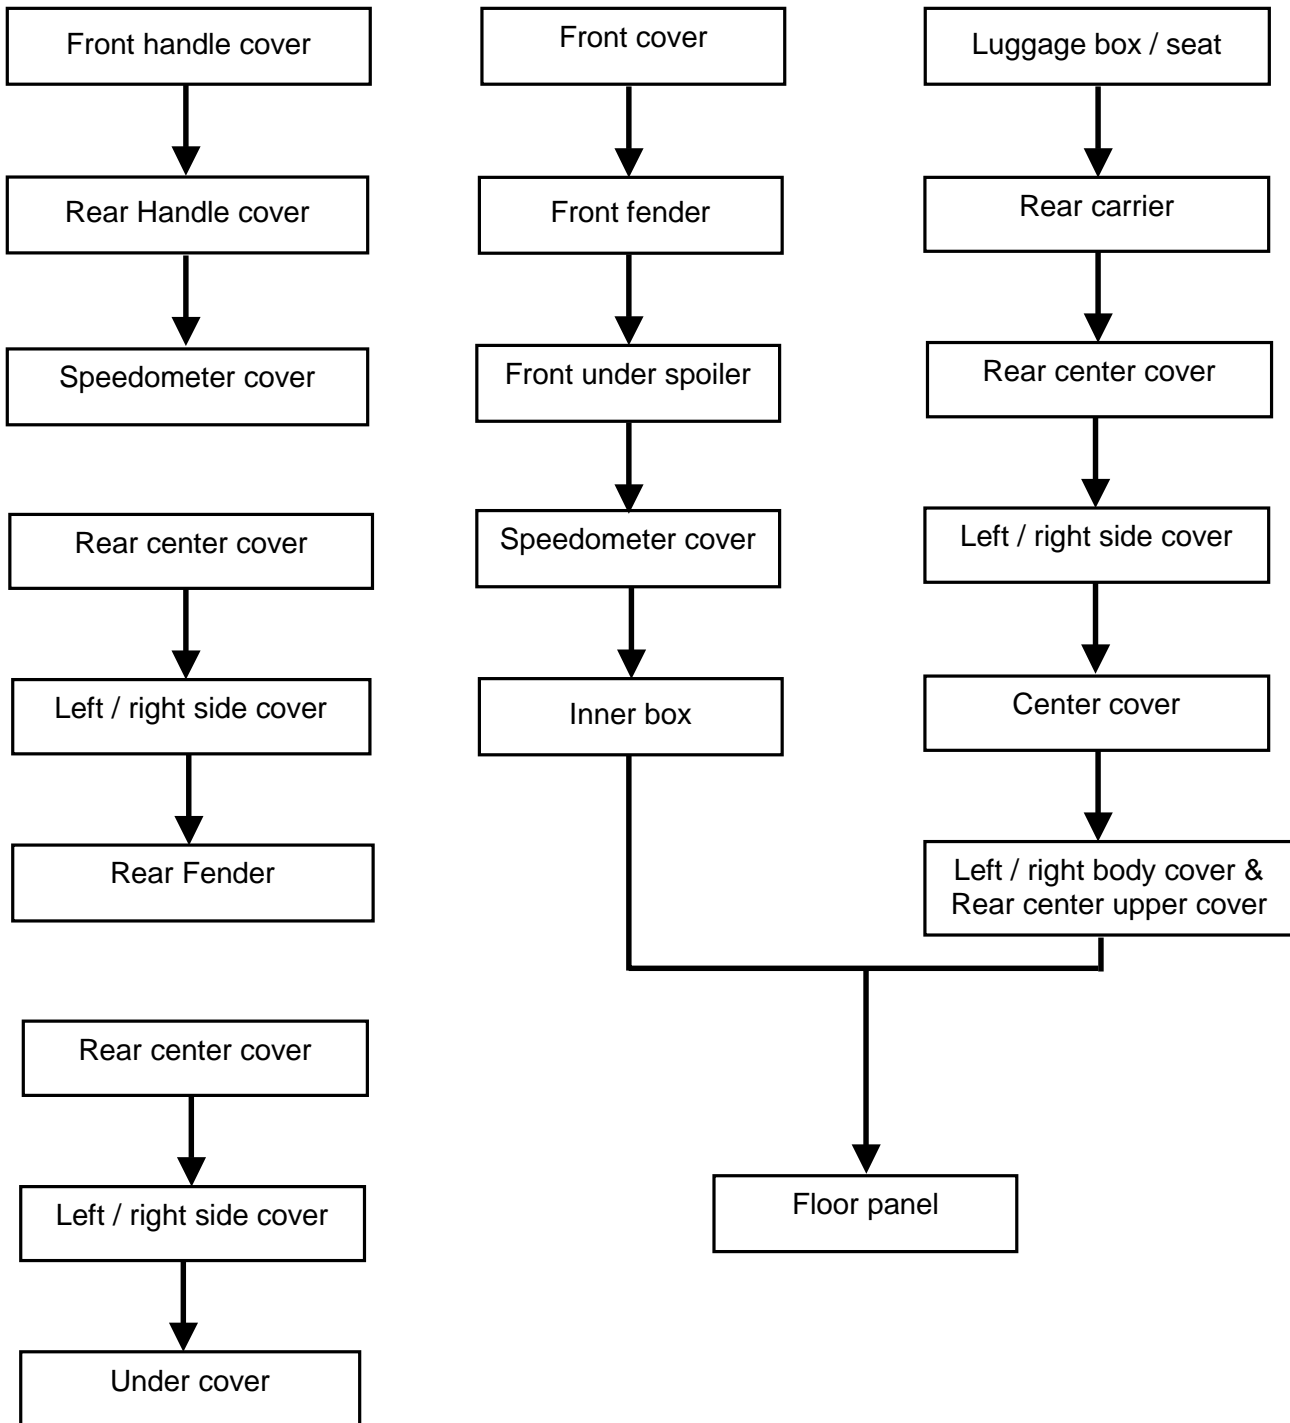 Front handle cover
Rear Handle cover
Speedometer cover
Rear center cover
Left / right side cover
Rear Fender
Rear center cover
Left / right side cover
Under cover
Front cover
Front fender
Front under spoiler
Speedometer cover
Inner box
Luggage box / seat
Rear carrier
Rear center cover
Left / right side cover
Center cover
Left / right body cover &
Rear center upper cover
Floor panel